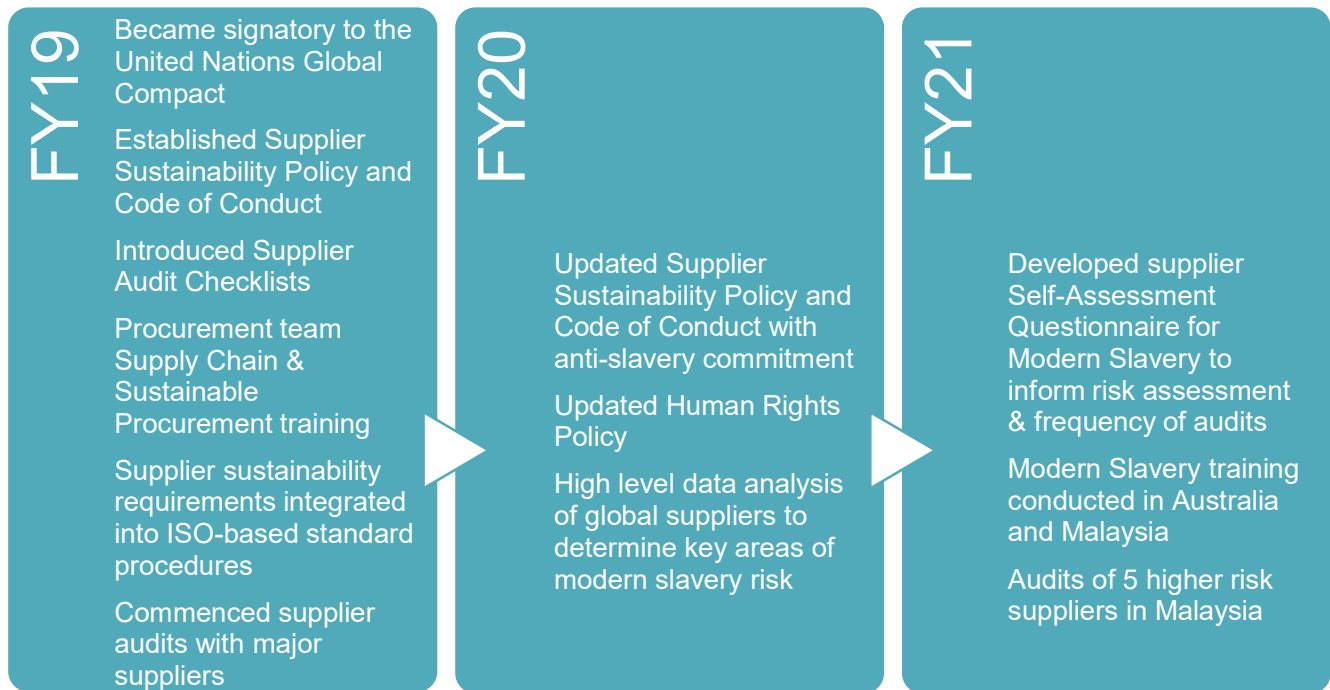 FY19
Became signatory to the
United Nations Global
Compact
Established Supplier
Sustainability Policy and
Code of Conduct
Introduced Supplier
Audit Checklists
Procurement team
Supply Chain &
Sustainable
Procurement training
Supplier sustainability
requirements integrated
into ISO-based standard
procedures
Commenced supplier
audits with major
suppliers
FY20
Updated Supplier
Sustainability Policy and
Code of Conduct with
anti-slavery commitment
Updated Human Rights
Policy
High level data analysis
of global suppliers to
determine key areas of
modern slavery risk
FY21
Developed supplier
Self-Assessment
Questionnaire for
Modern Slavery to
inform risk assessment
& frequency of audits
Modern Slavery training
conducted in Australia
and Malaysia
Audits of 5 higher risk
suppliers in Malaysia